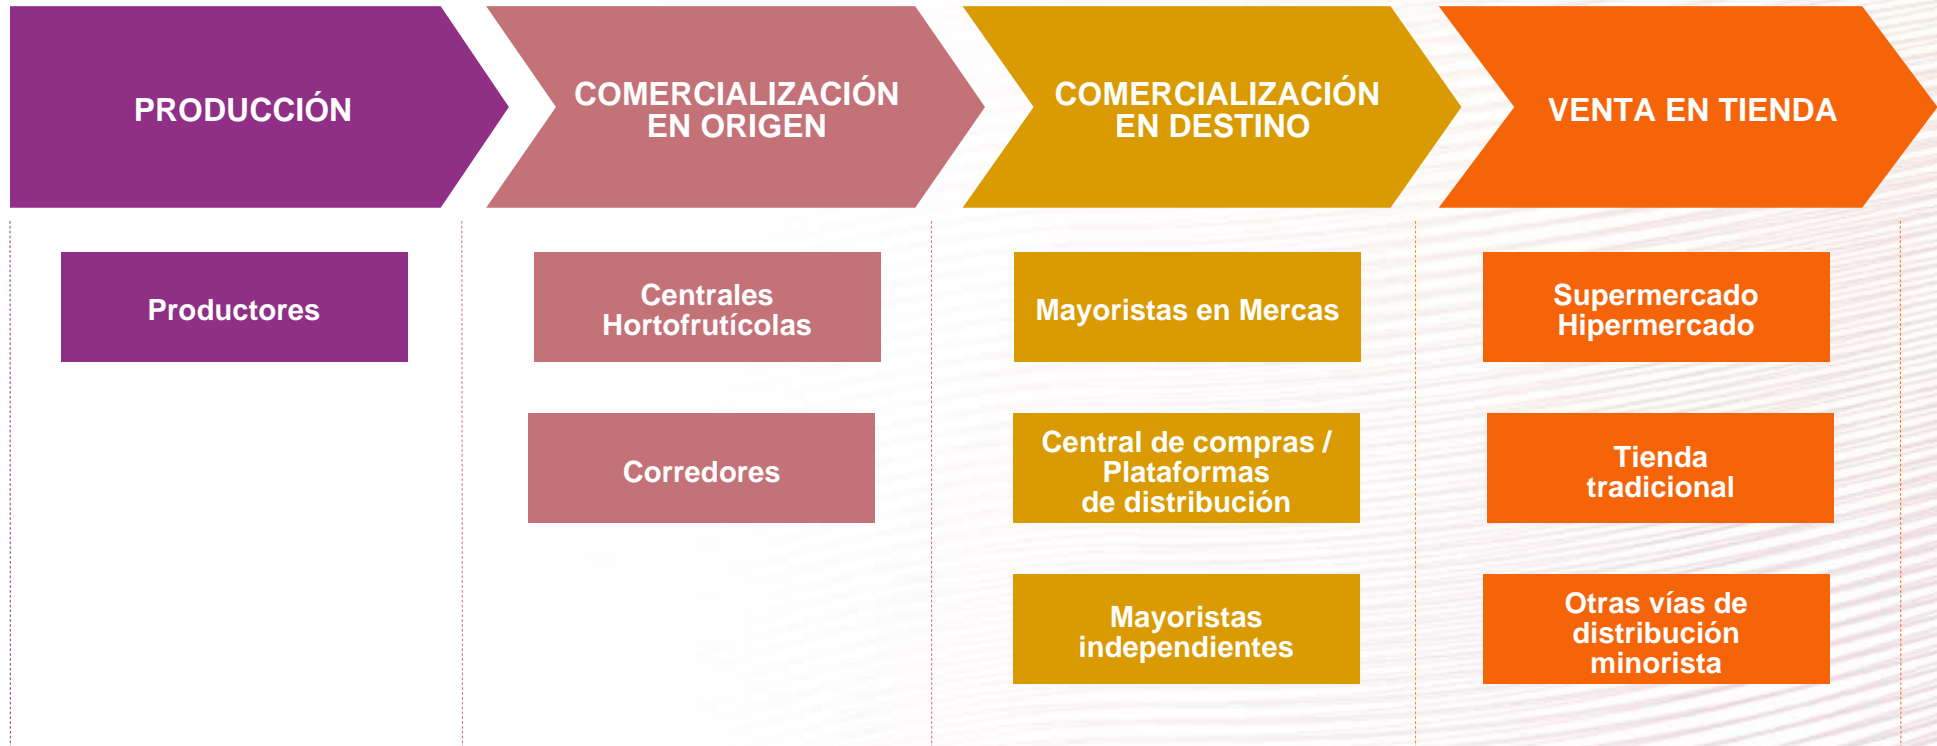 PRODUCCIÓN
COMERCIALIZACIÓN
EN ORIGEN
COMERCIALIZACIÓN
EN DESTINO
VENTA EN TIENDA
Productores
Centrales
Hortofrutícolas
Mayoristas en Mercas
Supermercado
Hipermercado
Corredores
Central de compras /
Plataformas
de distribución
Tienda
tradicional
Mayoristas
independientes
Otras vías de
distribución
minorista